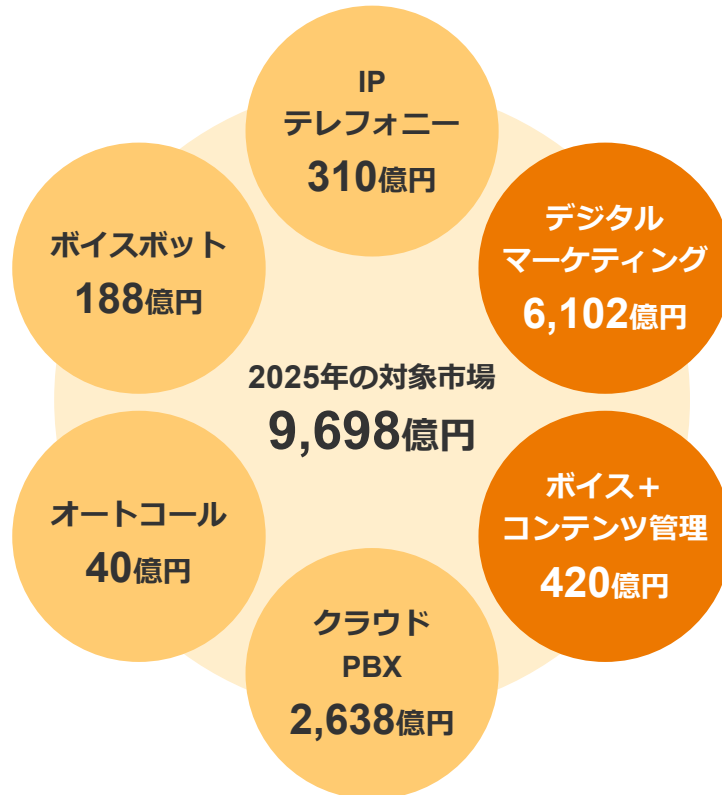 IP
テレフォニー
310億円
デジタル
マーケティング
6,102億円
ボイス＋
コンテンツ管理
420億円
クラウド
PBX
2,638億円
オートコール
40億円
ボイスボット
188億円
2025年の対象市場
9,698億円